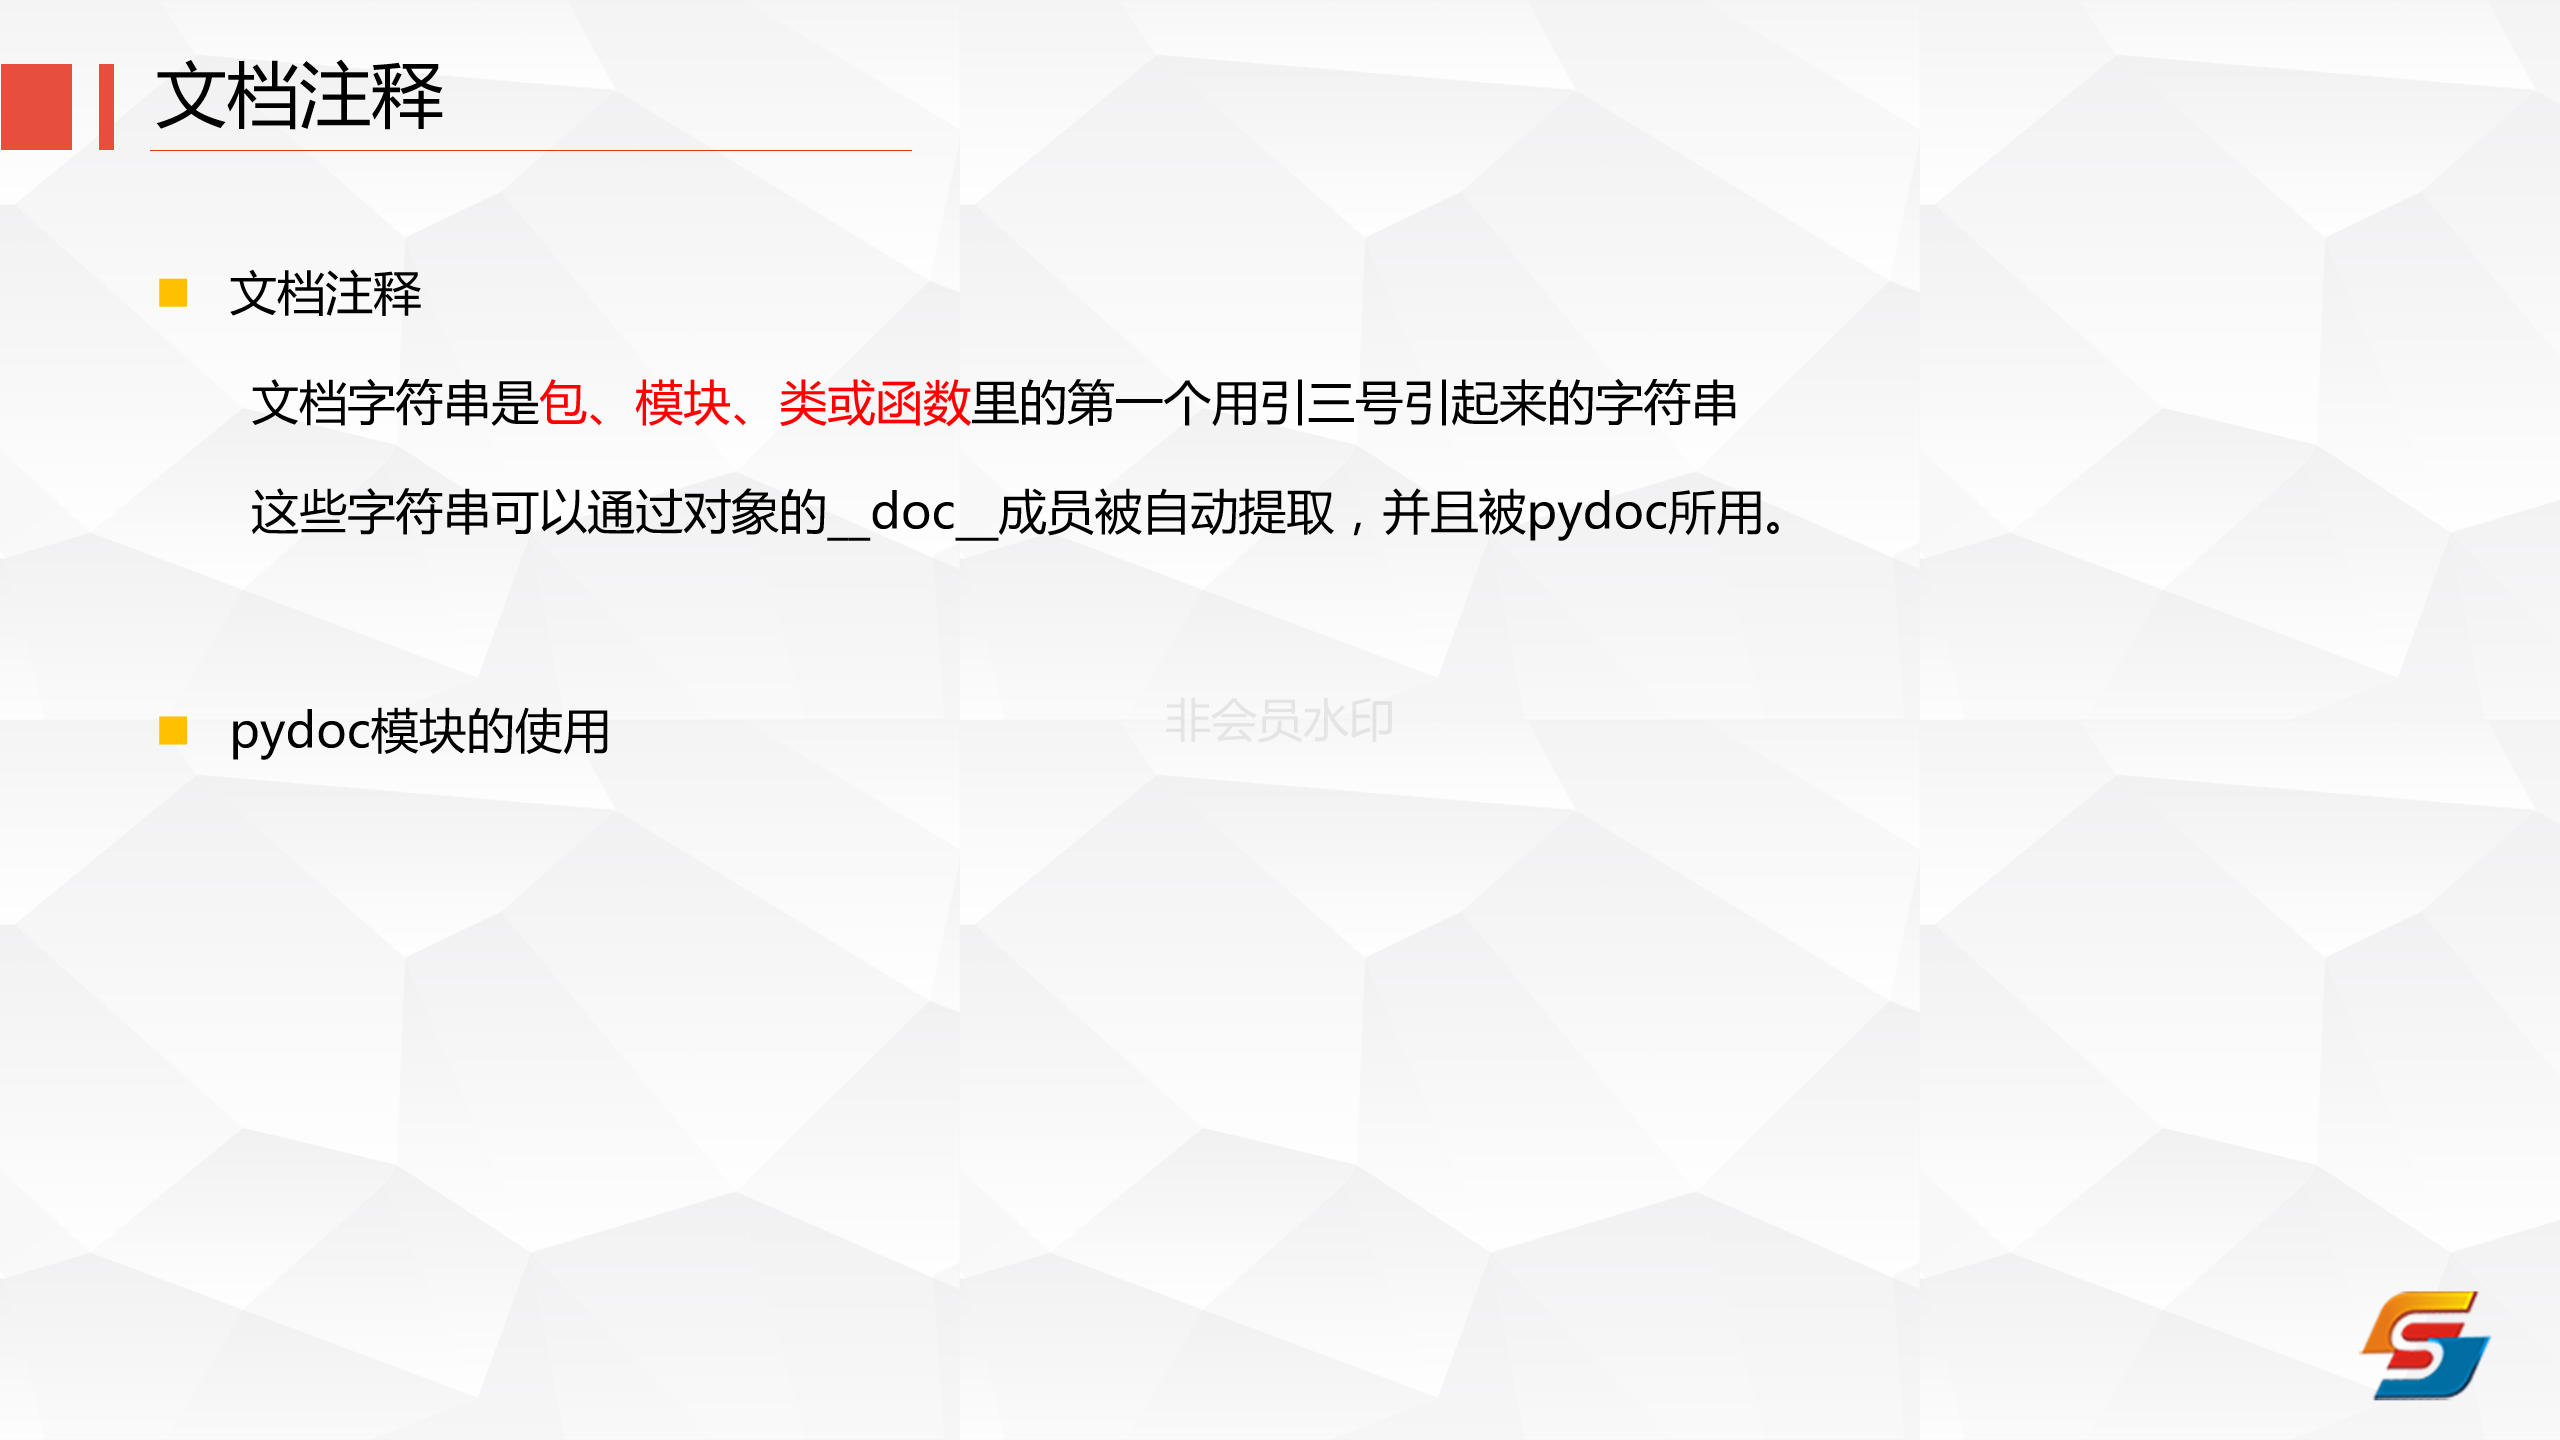 文档注释
文档注释
文档字符串是包、模块、类或函数里的第一个用引三号引起来的字符串
这些字符串可以通过对象的__doc__成员被自动提取，并且被pydoc所用。
非会员水印
pydoc模块的使用